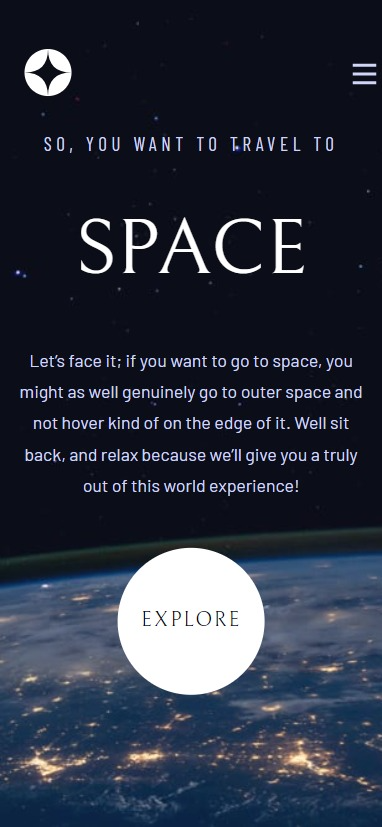 SO, YOU WANT TO TRAVEL TO
SPACE
Let’s face it; if you want to go to space, you
might as well genuinely go to outer space and
not hover kind of on the edge of it. Well sit
back, and relax because we’ll give you a truly
out of this world experience!
EXPLORE